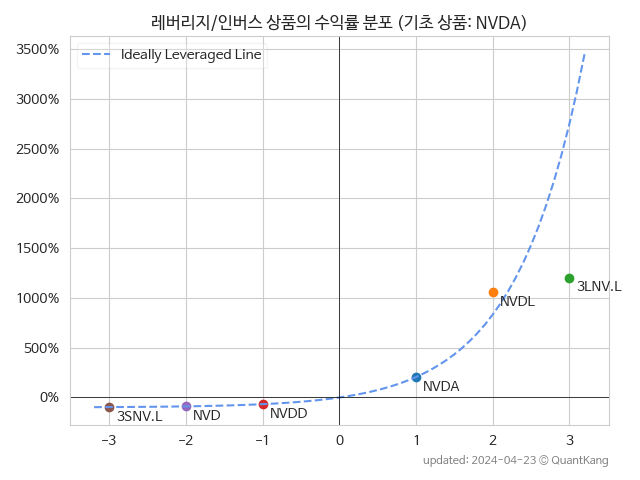 레버리지/인버스 상품의 수익률 분포 (기초 상품: NVDA)
3500%
Ideally Leveraged Line
3000%
2500%
2000%
1500%
1000%
500%
0%
3LNV.L
NVDL
NVDA
3SNV.L
NVD
NVDD
−3
−2
−1
0
1
2
3
updated: 2024-04-23 © QuantKang